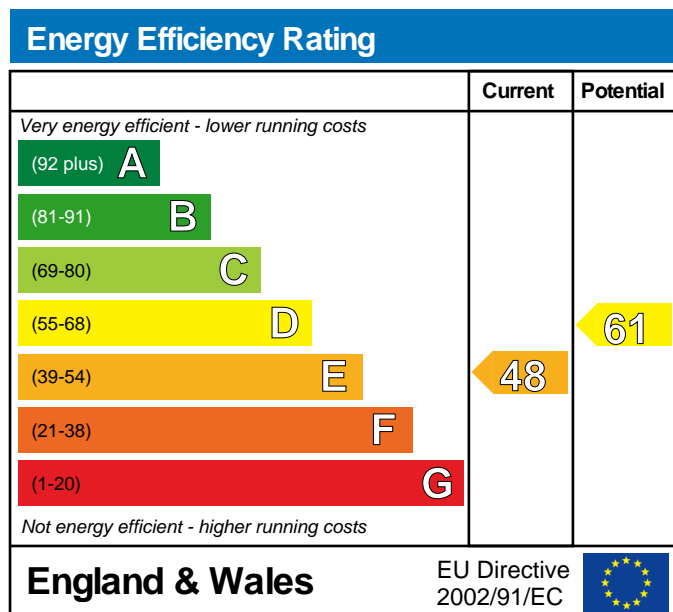 Energy Efficiency Rating
Current Potential
Very energy efficient - lower running costs
(92 plus) A
(81-91) B
(69-80) C
(55-68) D
61
(39-54) E
48
(21-38) F
(1-20) G
Not energy efficient - higher running costs
England & Wales
EU Directive
2002/91/EC